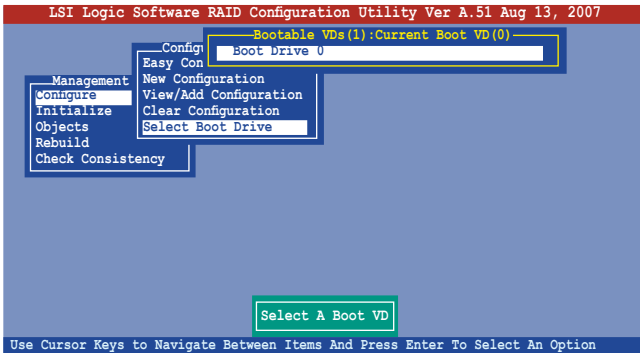 LSI Logic Software RAID Configuration Utility Ver A.51 Aug 13, 2007
Bootable VDs(1):Current Boot VD(0)
Boot Drive 0
Config
Easy Con
New Configuration
View/Add Configuration
Clear Configuration
Select Boot Drive
Management
Configure
Initialize
Objects
Rebuild
Check Consistency
Select A Boot VD
Use Cursor Keys to Navigate Between Items And Press Enter To Select An Option